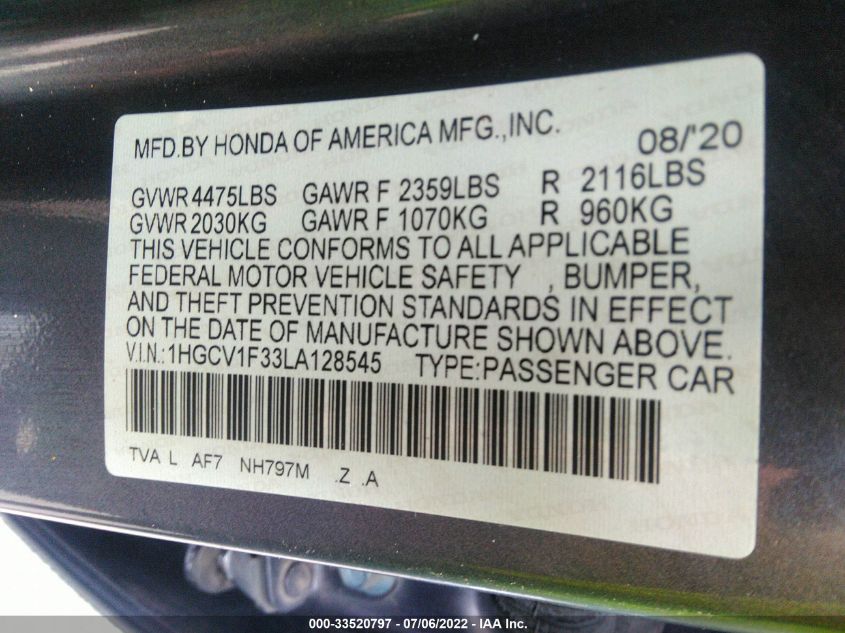 MFD.BY HONDA OF AMERICA MFG.,INC. 08/'20
GVWR 4475LBS GAWR F 2359LBS R 2116LBS
GVWR 2030KG GAWR F 1070KG R 960KG
THIS VEHICLE CONFORMS TO ALL APPLICABLE
FEDERAL MOTOR VEHICLE SAFETY , BUMPER,
AND THEFT PREVENTION STANDARDS IN EFFECT
ON THE DATE OF MANUFACTURE SHOWN ABOVE.
V.I.N.:1HGCV1F33LA128545 TYPE:PASSENGER CAR
TVA L AF7 NH797M .Z .A
000-33520797 - 07/06/2022 - IAA Inc.